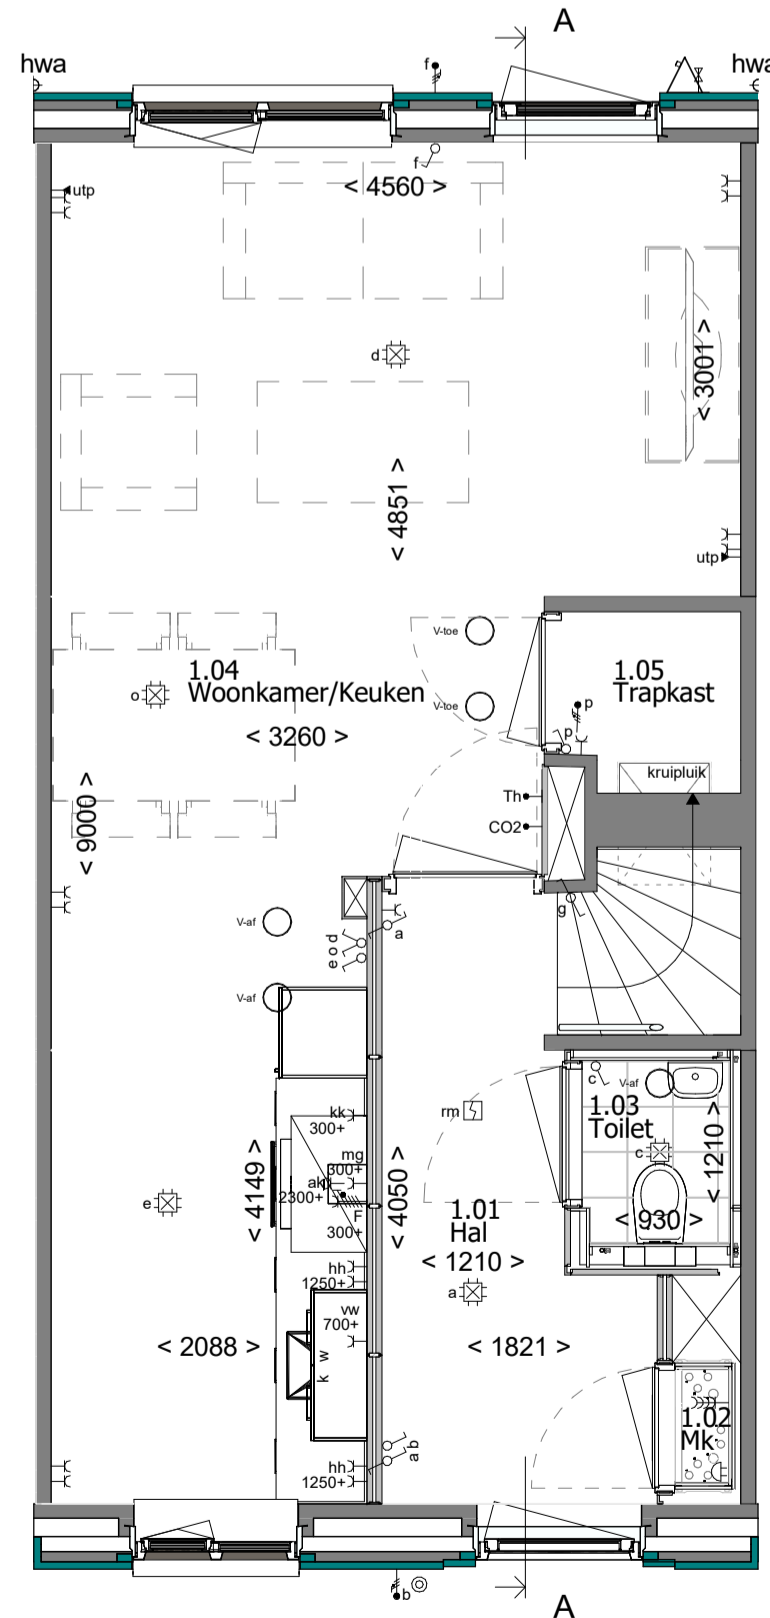 A
hwa
f
hwa
f
< 4560 >
utp
d
< 3001 >
< 4851 >
utp
V-toe
1.04
Woonkamer/Keuken
1.05
Trapkast
o
V-toe
p
p
< 3260 >
kruipluik
Th
CO2
< 9000 >
g
V-af
a
e o d
V-af
c
V-af
kk
300+
rm
1.03
Toilet
< 1210 >
mg
300+
c
ak
2300+
F
300+
< 4149 >
< 4050 >
e
1.01
Hal
< 930 >
< 1210 >
hh
1250+
a
vw
700+
< 2088 >
k w
< 1821 >
1.02
Mk
a b
hh
1250+
b
A